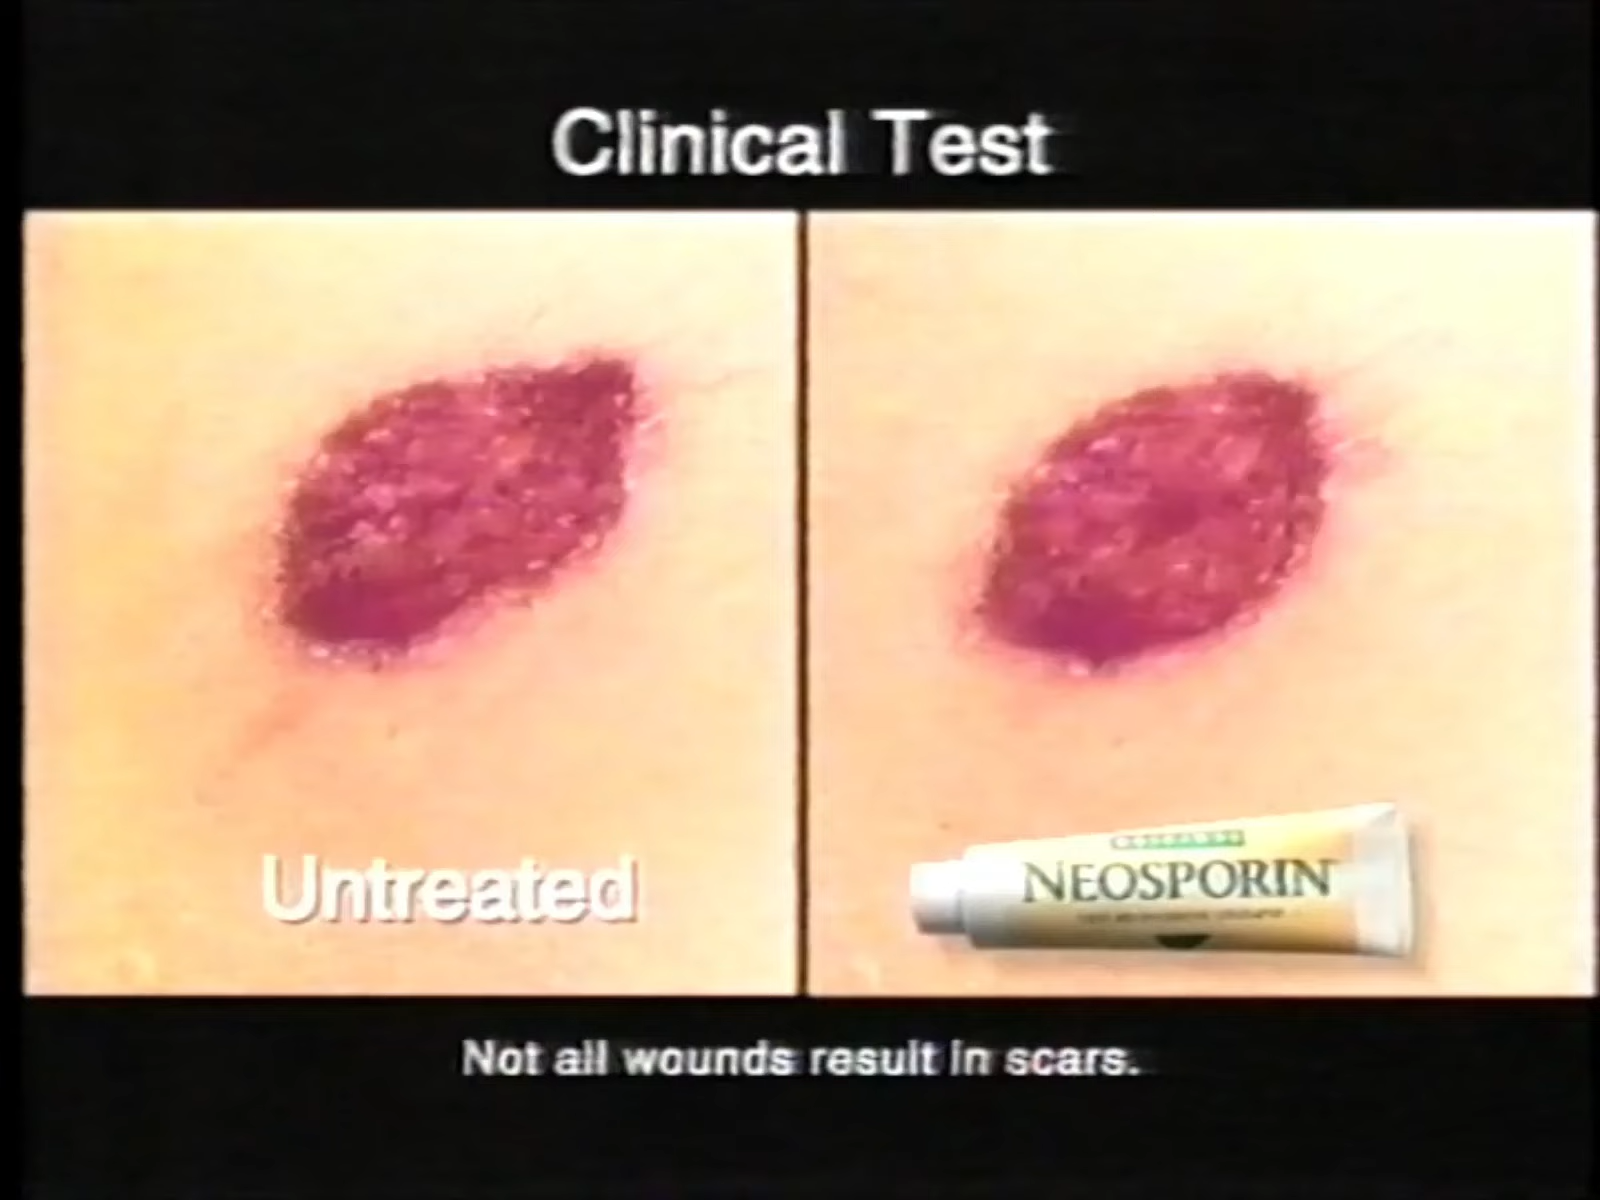 Clinical Test
Untreated
NEOSPORIN
Not all wounds result in scars.